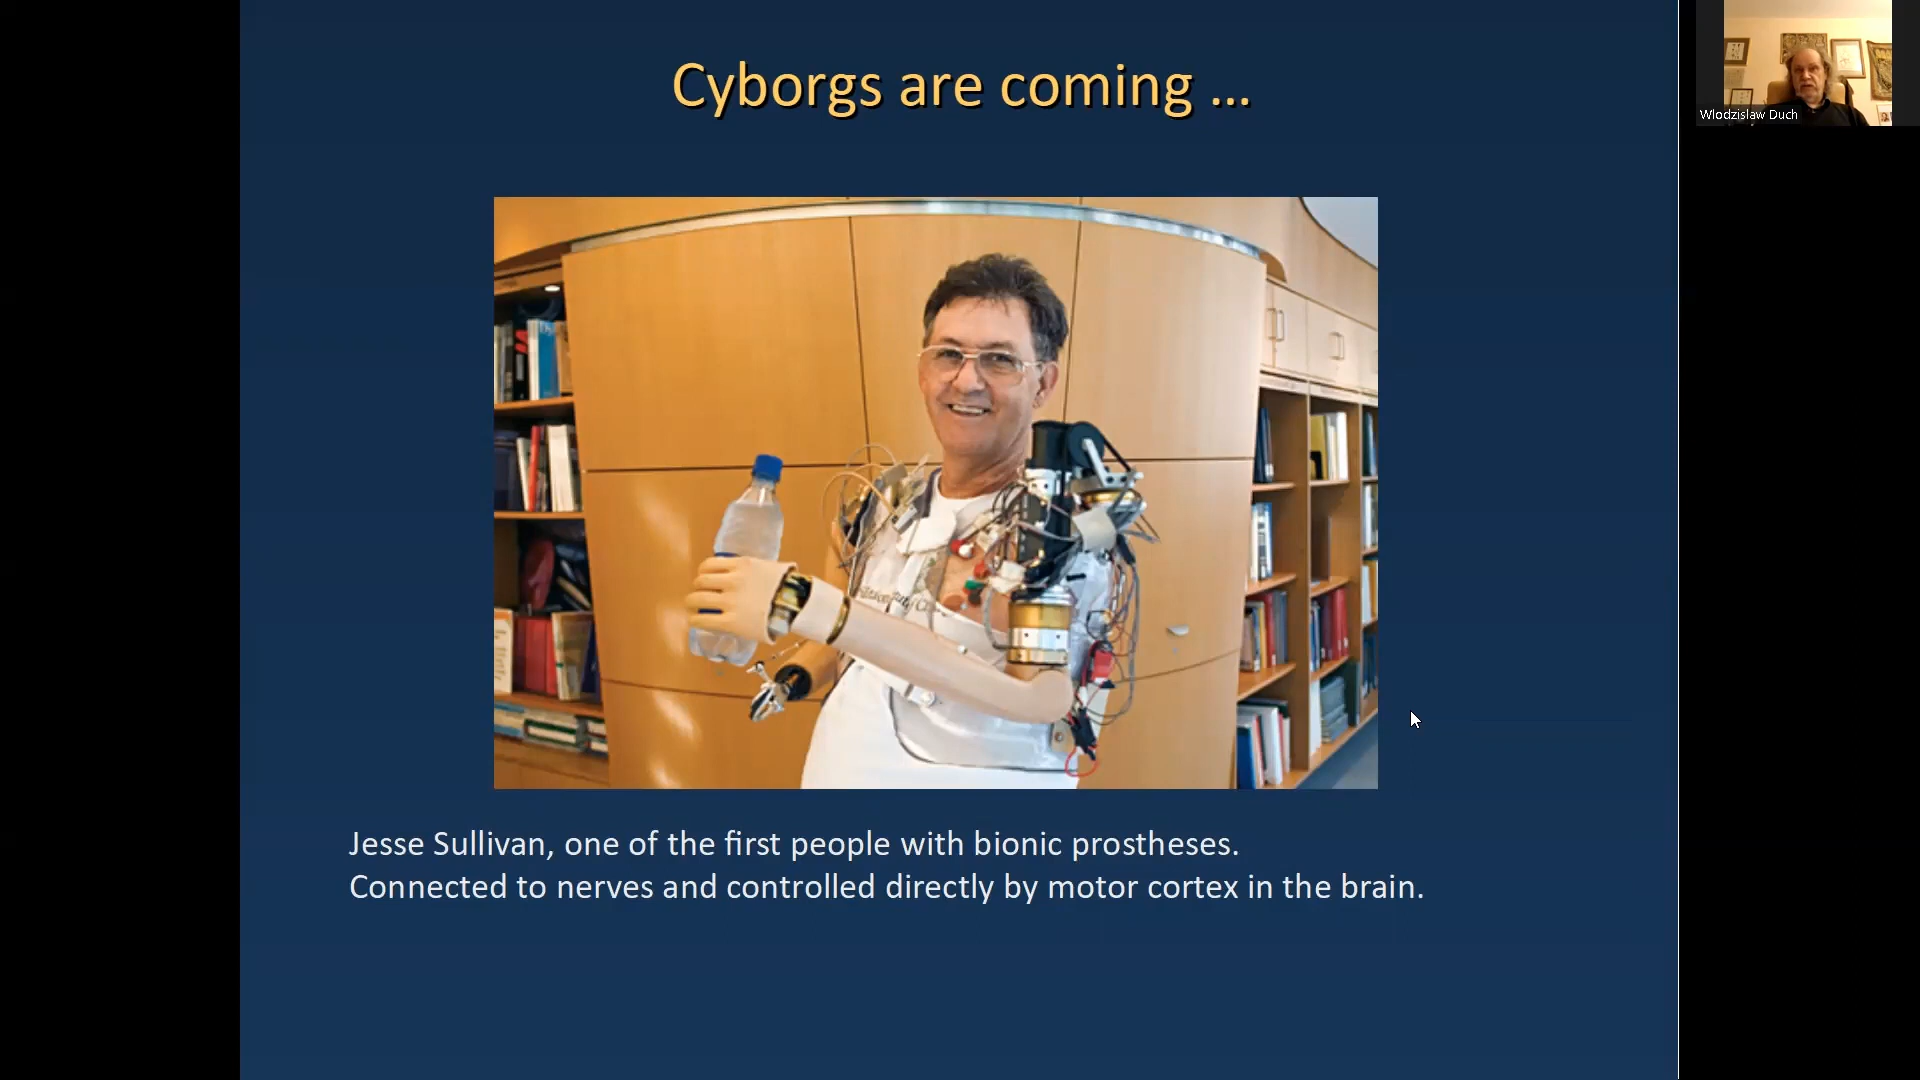 Cyborgs are coming ...
Wlodzislaw Duch
Jesse Sullivan, one of the first people with bionic prostheses.
Connected to nerves and controlled directly by motor cortex in the brain.